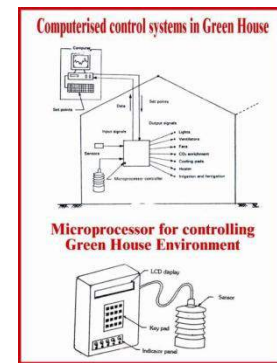 Computerised control systems in Green House
Computer
Set points
Data
Set points
Input signals
Output signals
Sensors
Lights
Ventilators
Fans
CO₂ enrichment
Cooling pads
Heater
Irrigation and fertigation
Microprocessor controller
Microprocessor for controlling
Green House Environment
LCD display
Sensor
Key pad
Indicator panel